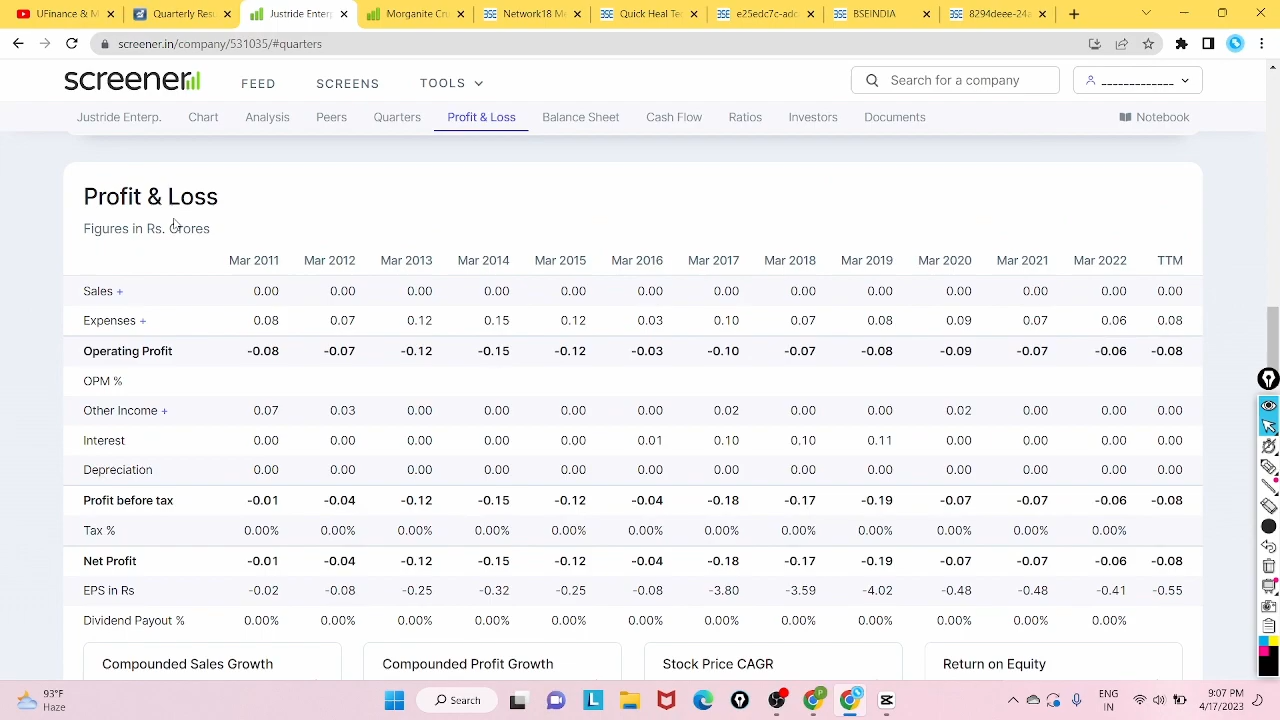 UFinance & M
Quarterly Res
Justride Enter
Morganite Cru
Network18 Me
Quick Heal Te
e25edc7c-adc
BSEINDIA
8294deee-24a
screener.in/company/531035/#quarters
screener
FEED
SCREENS
TOOLS
Search for a company
Justride Enterp.
Chart
Analysis
Peers
Quarters
Profit & Loss
Balance Sheet
Cash Flow
Ratios
Investors
Documents
Notebook
Profit & Loss
Figures in Rs. Crores
Mar 2011 Mar 2012 Mar 2013 Mar 2014 Mar 2015 Mar 2016 Mar 2017 Mar 2018 Mar 2019 Mar 2020 Mar 2021 Mar 2022 TTM
Sales + 0.00 0.00 0.00 0.00 0.00 0.00 0.00 0.00 0.00 0.00 0.00 0.00 0.00
Expenses + 0.08 0.07 0.12 0.15 0.12 0.03 0.10 0.07 0.08 0.09 0.07 0.06 0.08
Operating Profit -0.08 -0.07 -0.12 -0.15 -0.12 -0.03 -0.10 -0.07 -0.08 -0.09 -0.07 -0.06 -0.08
OPM %
Other Income + 0.07 0.03 0.00 0.00 0.00 0.00 0.02 0.00 0.00 0.02 0.00 0.00 0.00
Interest 0.00 0.00 0.00 0.00 0.00 0.01 0.10 0.10 0.11 0.00 0.00 0.00 0.00
Depreciation 0.00 0.00 0.00 0.00 0.00 0.00 0.00 0.00 0.00 0.00 0.00 0.00 0.00
Profit before tax -0.01 -0.04 -0.12 -0.15 -0.12 -0.04 -0.18 -0.17 -0.19 -0.07 -0.07 -0.06 -0.08
Tax % 0.00% 0.00% 0.00% 0.00% 0.00% 0.00% 0.00% 0.00% 0.00% 0.00% 0.00% 0.00%
Net Profit -0.01 -0.04 -0.12 -0.15 -0.12 -0.04 -0.18 -0.17 -0.19 -0.07 -0.07 -0.06 -0.08
EPS in Rs -0.02 -0.08 -0.25 -0.32 -0.25 -0.08 -3.80 -3.59 -4.02 -0.48 -0.48 -0.41 -0.55
Dividend Payout % 0.00% 0.00% 0.00% 0.00% 0.00% 0.00% 0.00% 0.00% 0.00% 0.00% 0.00% 0.00%
Compounded Sales Growth
Compounded Profit Growth
Stock Price CAGR
Return on Equity
93°F
Haze
Search
ENG
IN
9:07 PM
4/17/2023